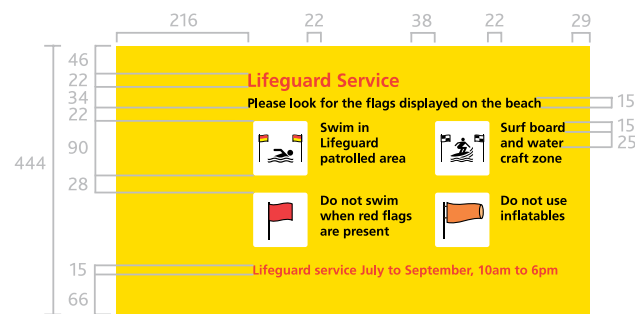 216 22 38 22 29
46
22
34
22
90
28
15
66
444
15
15
25
Lifeguard Service
Please look for the flags displayed on the beach
Swim in
Lifeguard
patrolled area
Surf board
and water
craft zone
Do not swim
when red flags
are present
Do not use
inflatables
Lifeguard service July to September, 10am to 6pm